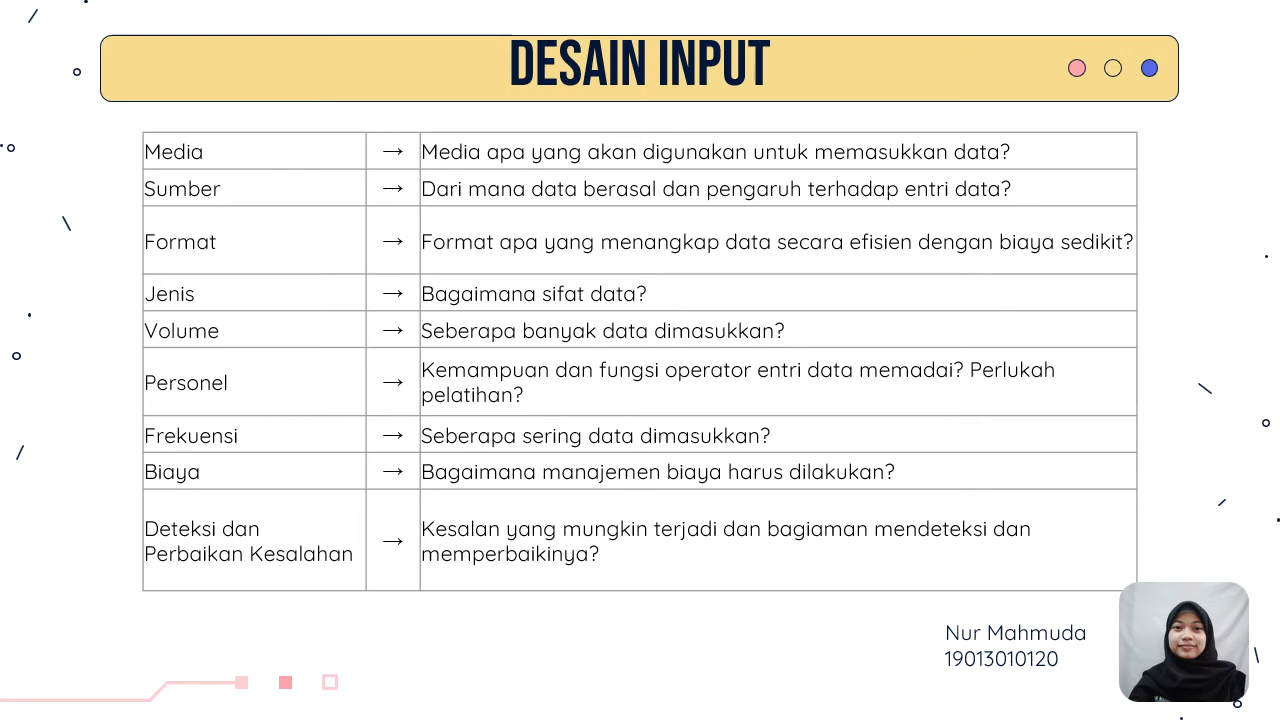 DESAIN INPUT
Media → Media apa yang akan digunakan untuk memasukkan data?
Sumber → Dari mana data berasal dan pengaruh terhadap entri data?
Format → Format apa yang menangkap data secara efisien dengan biaya sedikit?
Jenis → Bagaimana sifat data?
Volume → Seberapa banyak data dimasukkan?
Personel → Kemampuan dan fungsi operator entri data memadai? Perlukah
pelatihan?
Frekuensi → Seberapa sering data dimasukkan?
Biaya → Bagaimana manajemen biaya harus dilakukan?
Deteksi dan
Perbaikan Kesalahan → Kesalan yang mungkin terjadi dan bagiaman mendeteksi dan
memperbaikinya?
Nur Mahmuda
19013010120